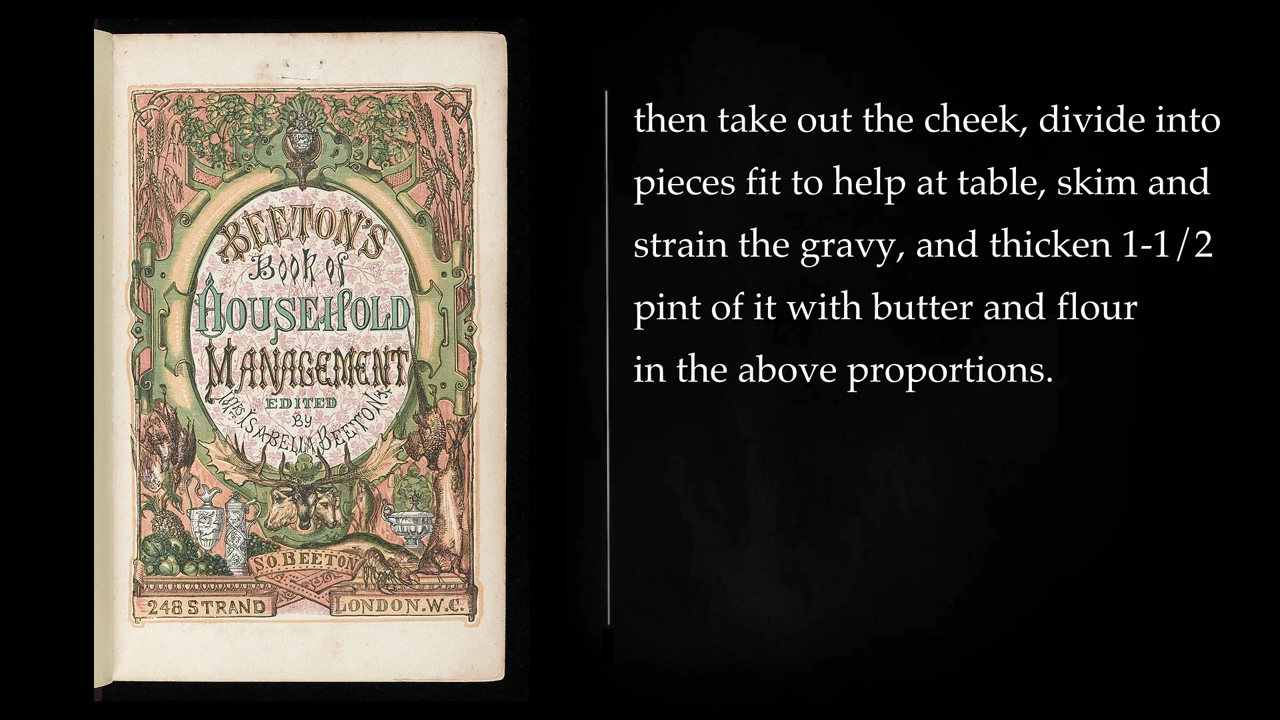 BEETON'S
Book of
HOUSEHOLD
MANAGEMENT
EDITED
BY
MRS ISABELLA BEETON
S.O. BEETON
248 STRAND
LONDON.W.C.
then take out the cheek, divide into
pieces fit to help at table, skim and
strain the gravy, and thicken 1-1/2
pint of it with butter and flour
in the above proportions.